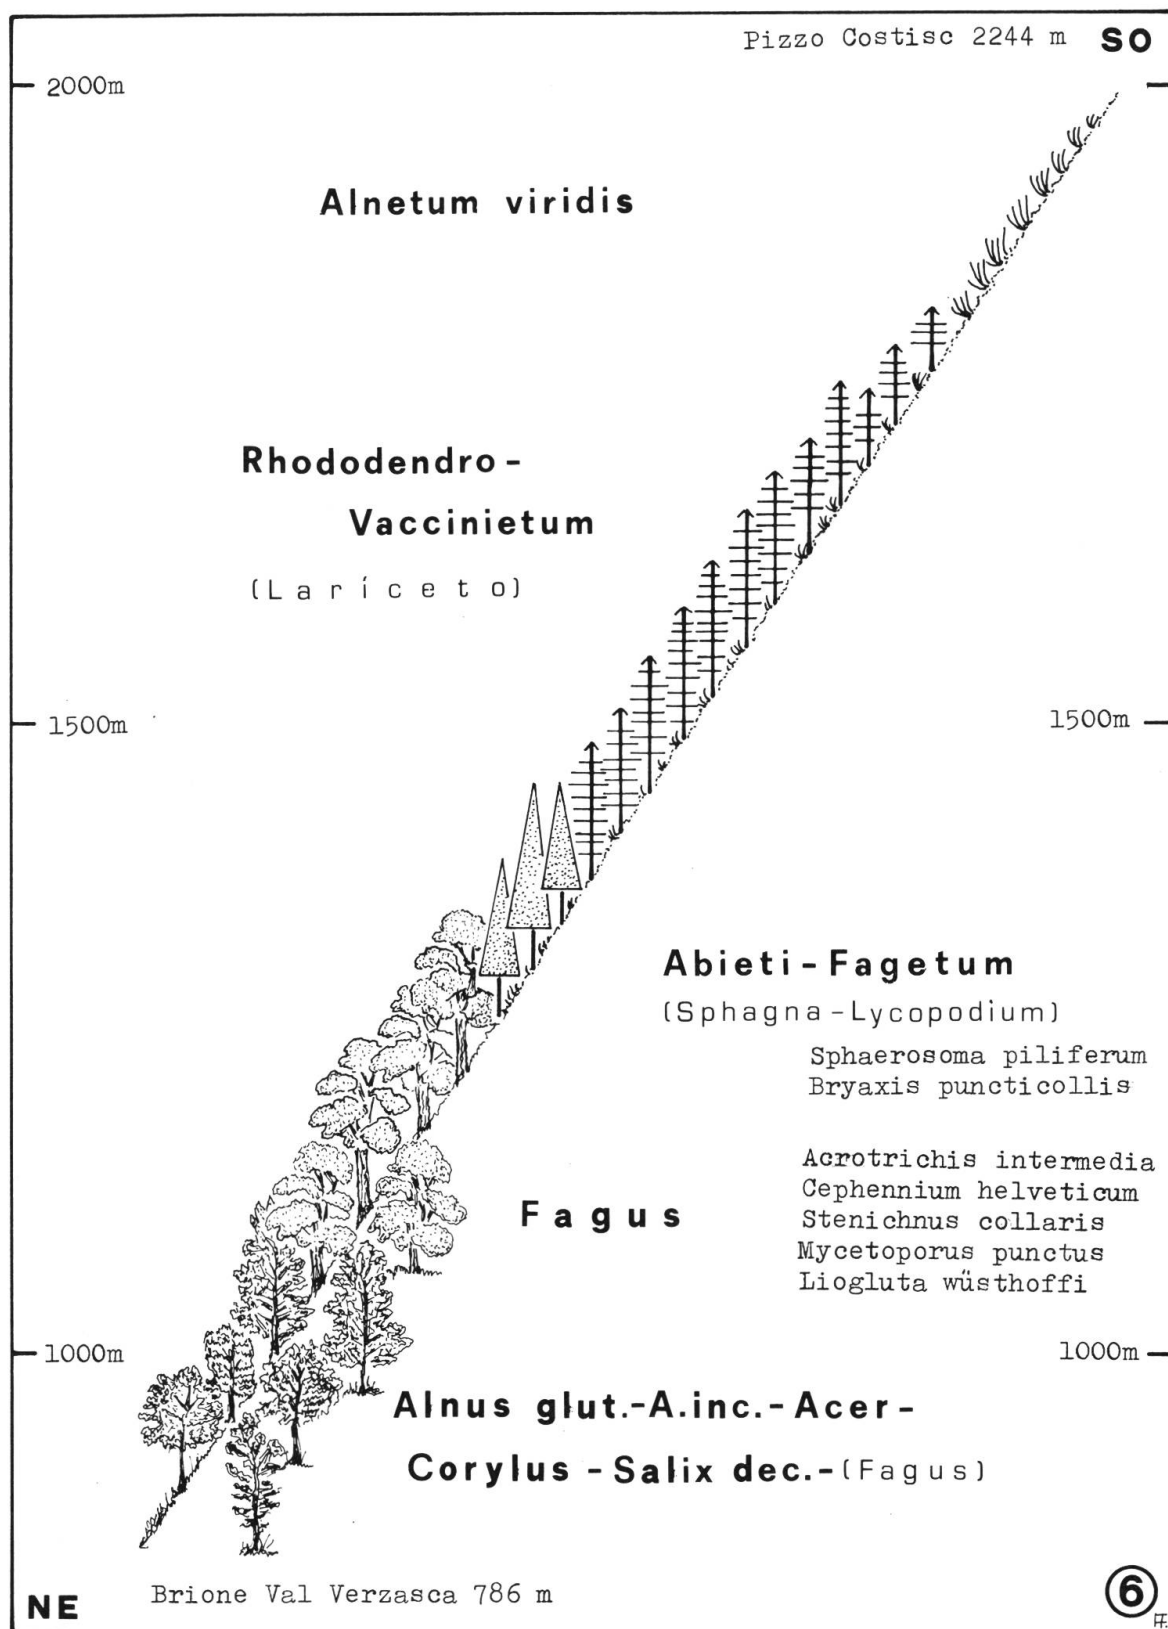 Pizzo Costisc 2244 m SO
2000m
Alnetum viridis
Rhododendro-
Vaccinietum
(Lariceto)
1500m
1500m
Abieti-Fagetum
(Sphagna-Lycopodium)
Sphaerosoma piliferum
Bryaxis puncticollis
Acrotrichis intermedia
Cephennium helveticum
Fagus
Stenichnus collaris
Mycetoporus punctus
Liogluta wüsthoffi
1000m
1000m
Alnus glut.-A.inc.-Acer-
Corylus-Salix dec.-(Fagus)
Brione Val Verzasca 786 m
NE
6